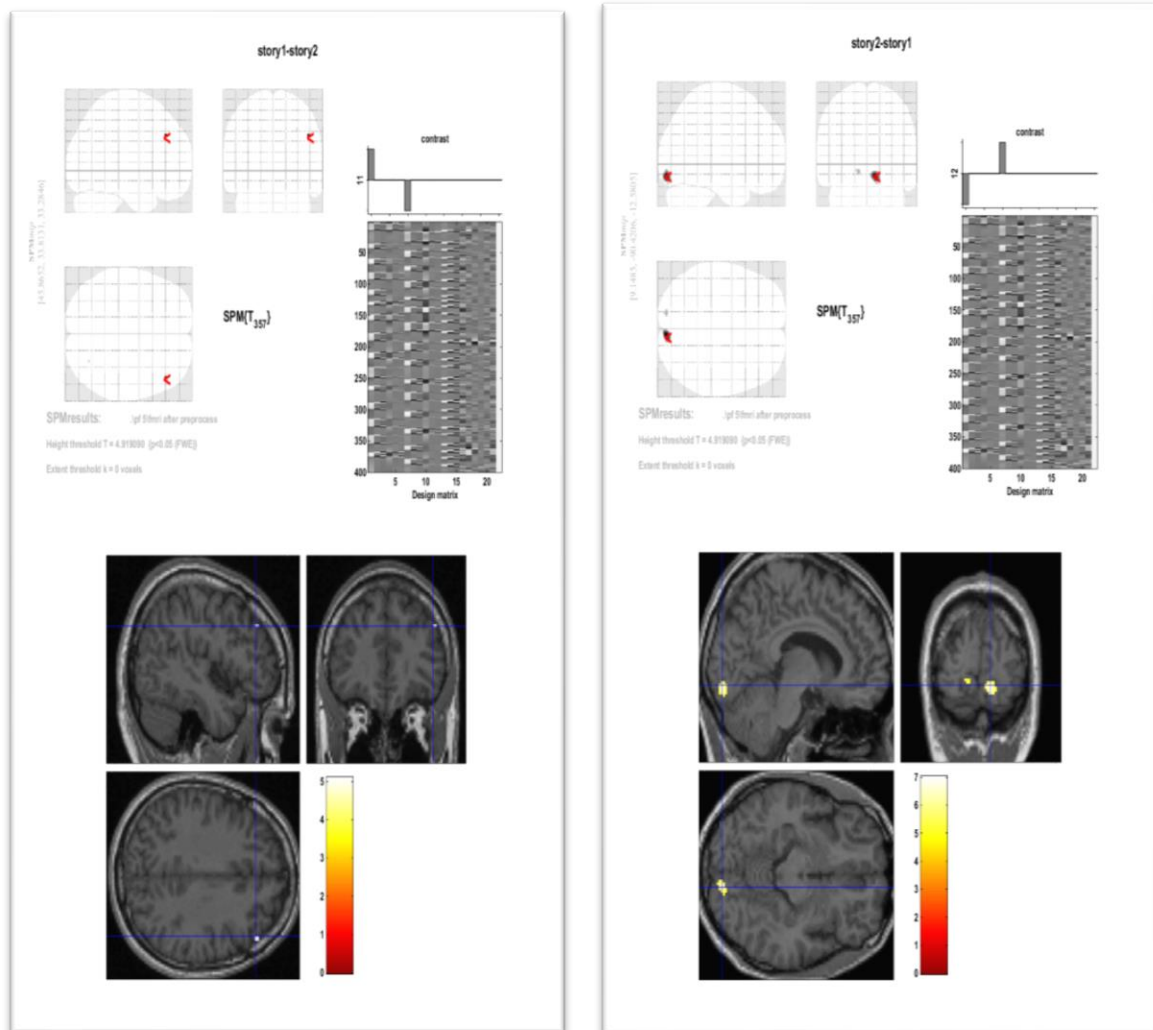 story1-story2
contrast
11
SPMmip
SPM{T357}
50
100
150
200
250
300
350
400
5 10 15 20
Design matrix
SPMresults:
Height threshold T = 4.919090 {p<0.05 (FWE)}
Extent threshold k = 0 voxels
5
4
3
2
1
0
story2-story1
contrast
12
SPMmip
SPM{T357}
50
100
150
200
250
300
350
400
5 10 15 20
Design matrix
SPMresults:
Height threshold T = 4.919090 {p<0.05 (FWE)}
Extent threshold k = 0 voxels
7
6
5
4
3
2
1
0